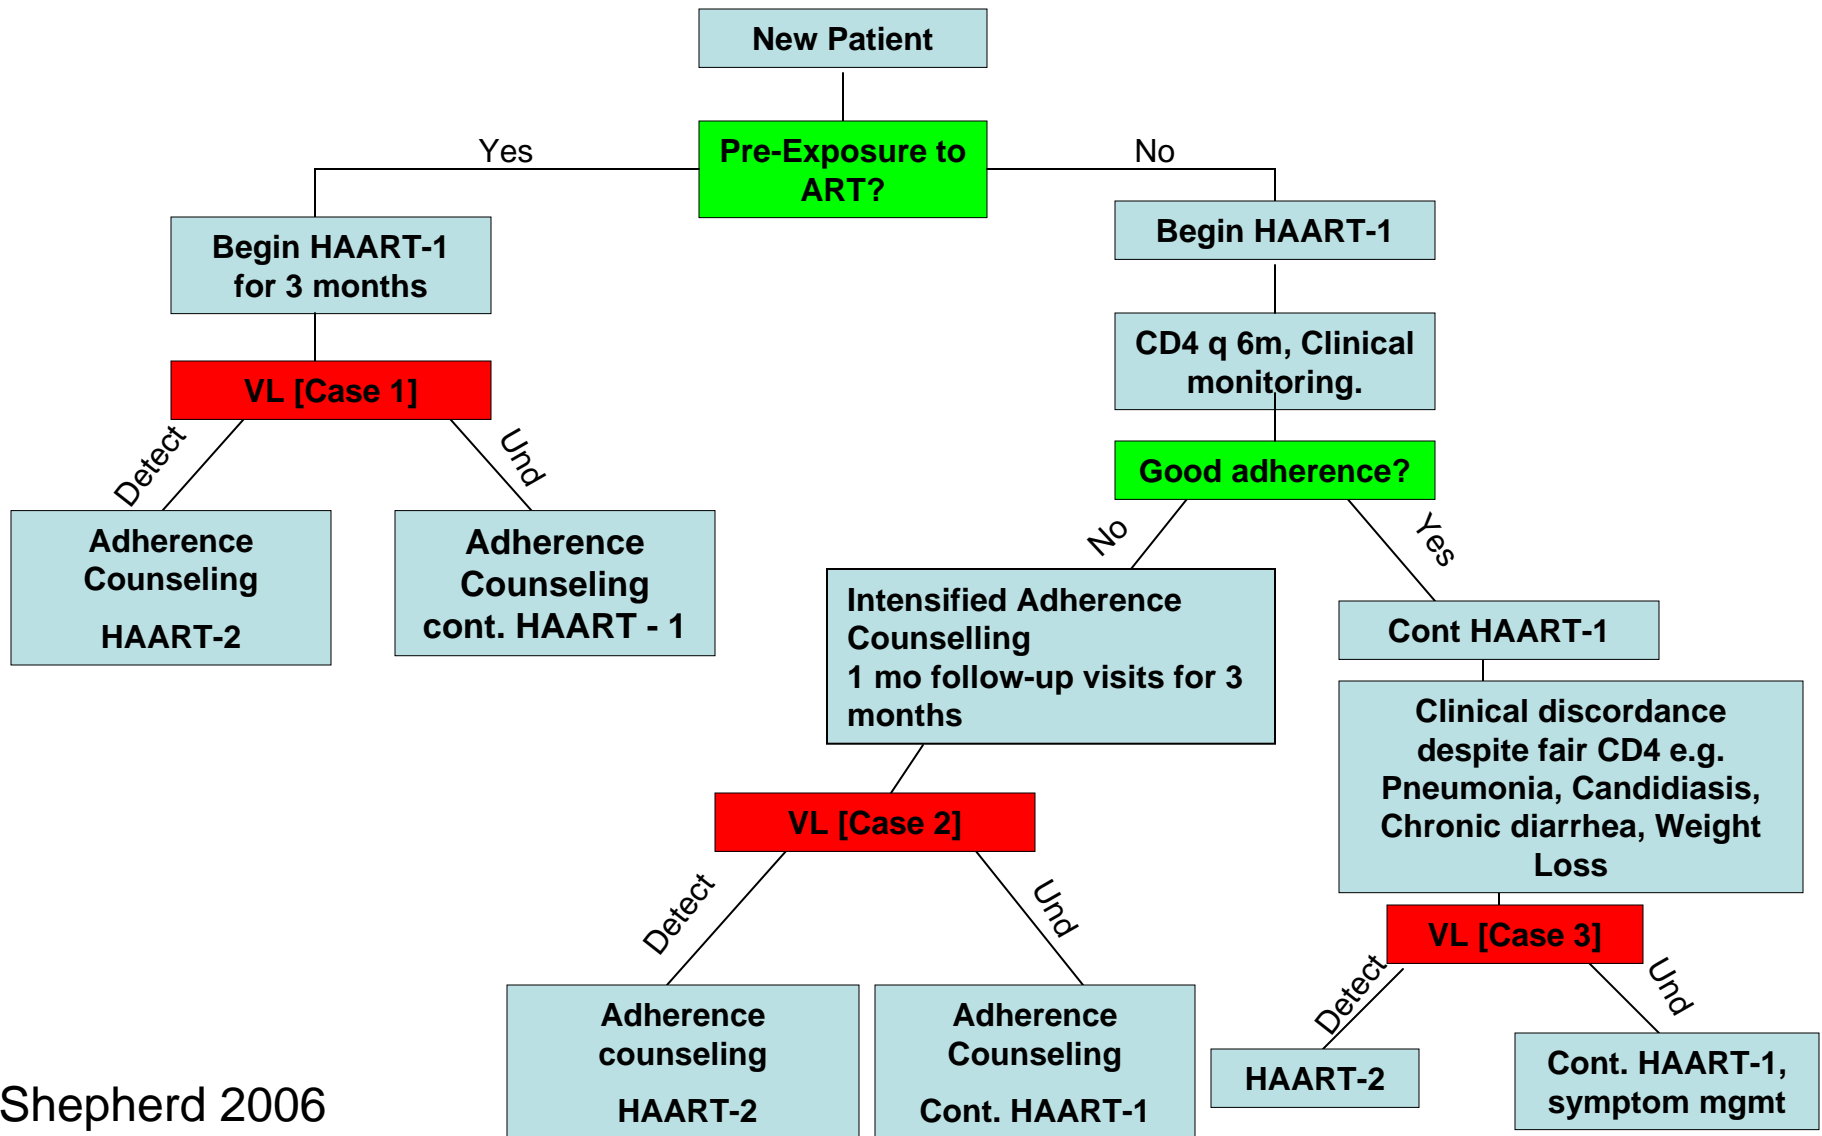 New Patient
Yes
Pre-Exposure to
ART?
No
Begin HAART-1
for 3 months
Begin HAART-1
VL [Case 1]
CD4 q 6m, Clinical
monitoring.
Detect
Und
Good adherence?
Adherence
Counseling
HAART-2
Adherence
Counseling
cont. HAART - 1
No
Yes
Intensified Adherence
Counselling
1 mo follow-up visits for 3
months
Cont HAART-1
Clinical discordance
despite fair CD4 e.g.
Pneumonia, Candidiasis,
Chronic diarrhea, Weight
Loss
VL [Case 2]
Detect
Und
VL [Case 3]
Detect
Und
Adherence
counseling
HAART-2
Adherence
Counseling
Cont. HAART-1
HAART-2
Cont. HAART-1,
symptom mgmt
Shepherd 2006